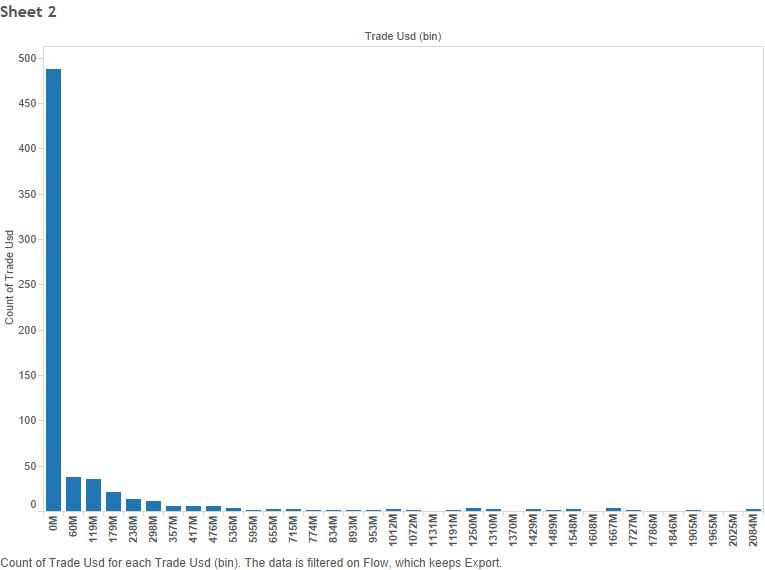 Sheet 2
Trade Usd (bin)
500
450
400
350
300
250
200
150
100
50
0
Count of Trade Usd
0M
60M
119M
179M
238M
298M
357M
417M
476M
536M
595M
655M
715M
774M
834M
893M
953M
1012M
1072M
1131M
1191M
1250M
1310M
1370M
1429M
1489M
1548M
1608M
1667M
1727M
1786M
1846M
1905M
1965M
2025M
2084M
Count of Trade Usd for each Trade Usd (bin). The data is filtered on Flow, which keeps Export.